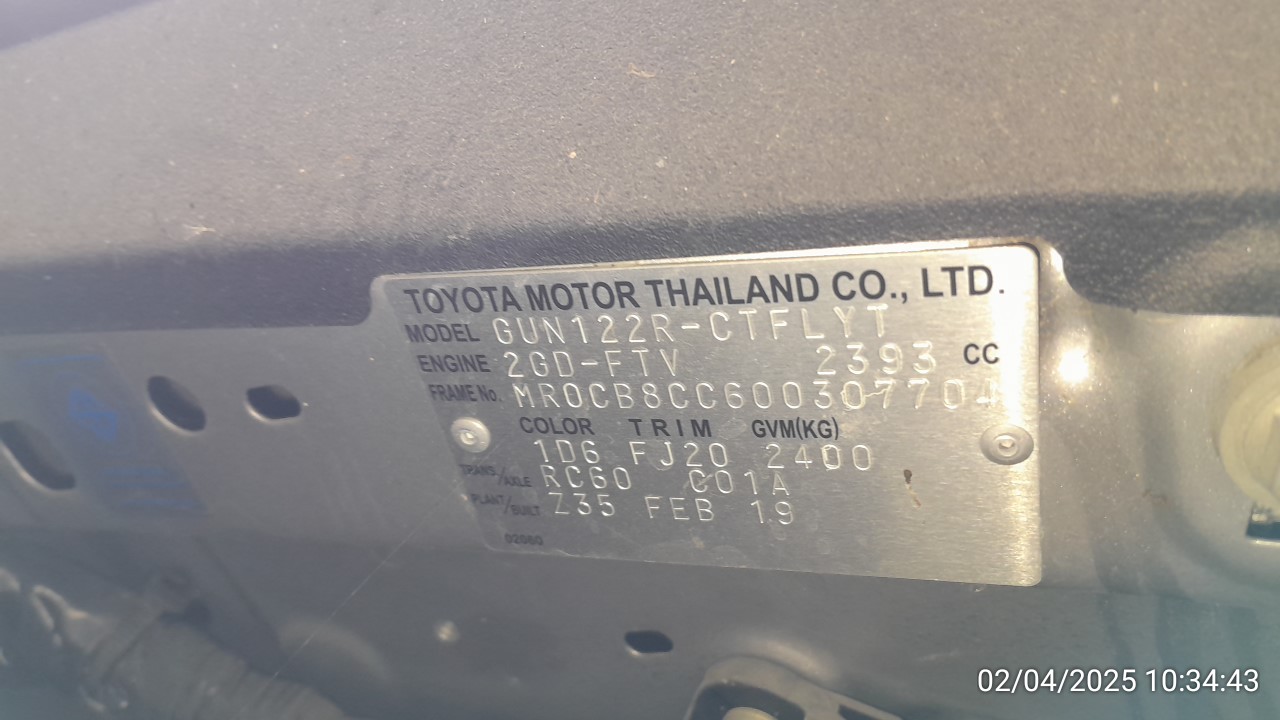 TOYOTA MOTOR THAILAND CO., LTD.
MODEL GUN122R-CTFLYT
ENGINE 2GD-FTV 2393 CC
FRAME No. MR0CB8CC600307704
COLOR TRIM GVM(KG)
1D6 FJ20 2400
TRANS/AXLE RC60 C01A
PLANT/BUILT Z35 FEB 19
02080
02/04/2025 10:34:43